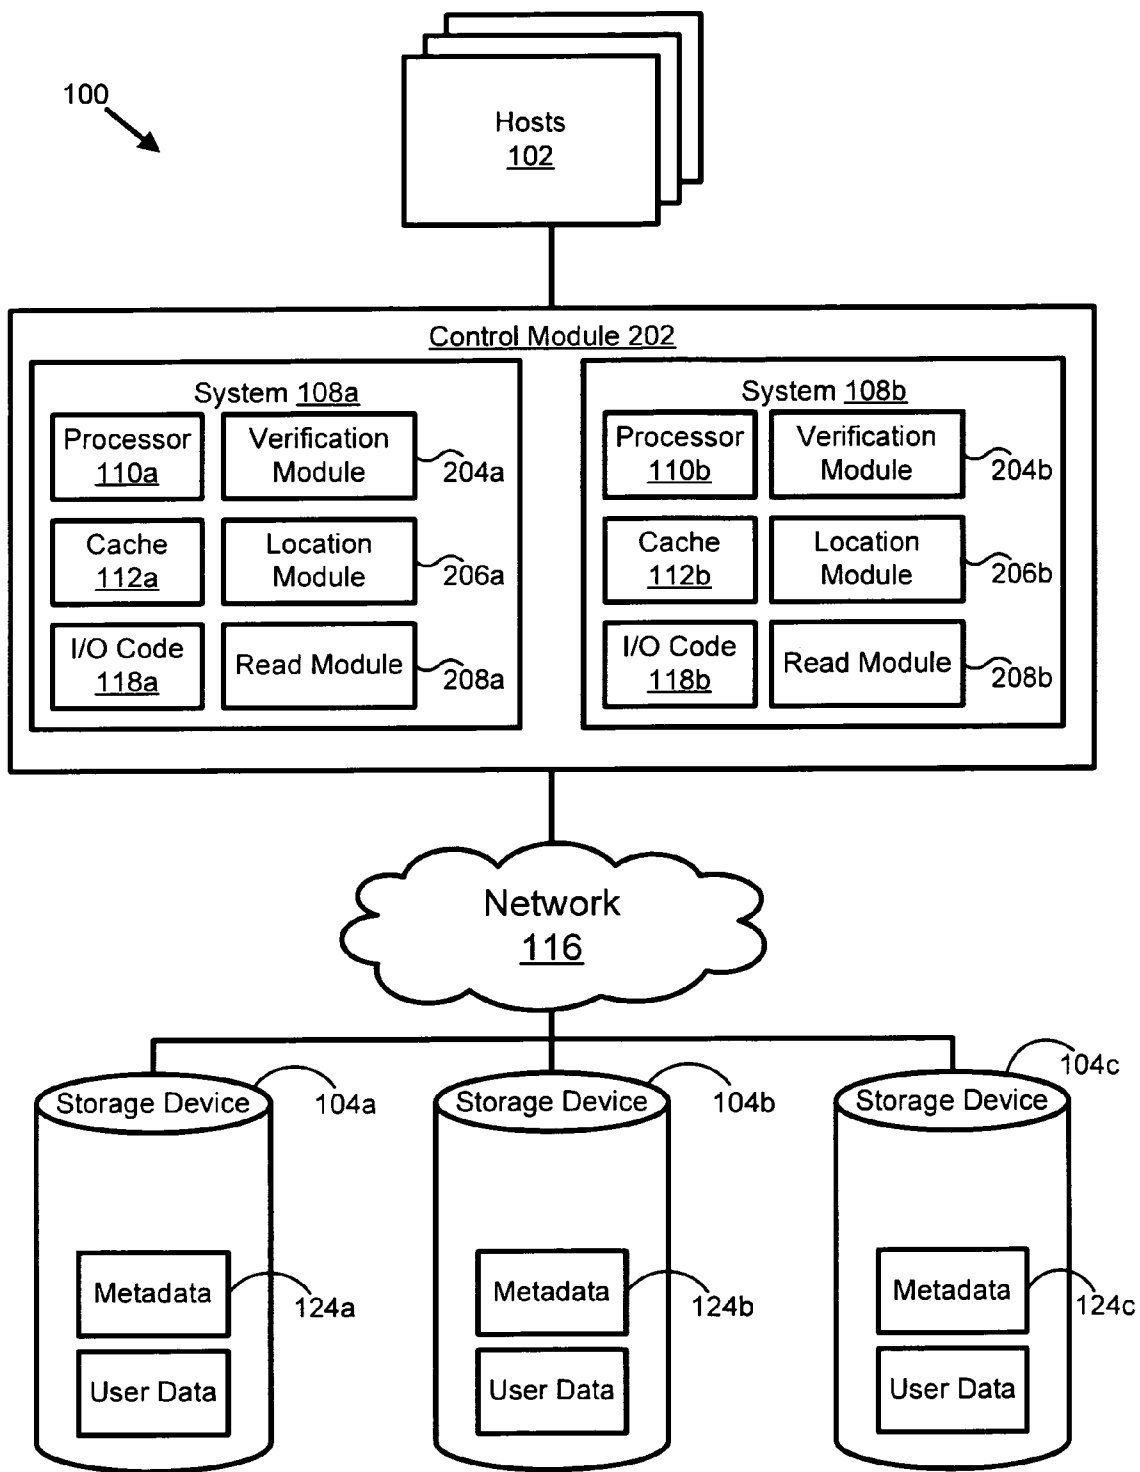 100
Hosts
102
Control Module 202
System 108a
Processor
110a
Verification
Module
204a
Cache
112a
Location
Module
206a
I/O Code
118a
Read Module
208a
System 108b
Processor
110b
Verification
Module
204b
Cache
112b
Location
Module
206b
I/O Code
118b
Read Module
208b
Network
116
Storage Device
104a
Metadata
124a
User Data
Storage Device
104b
Metadata
124b
User Data
Storage Device
104c
Metadata
124c
User Data